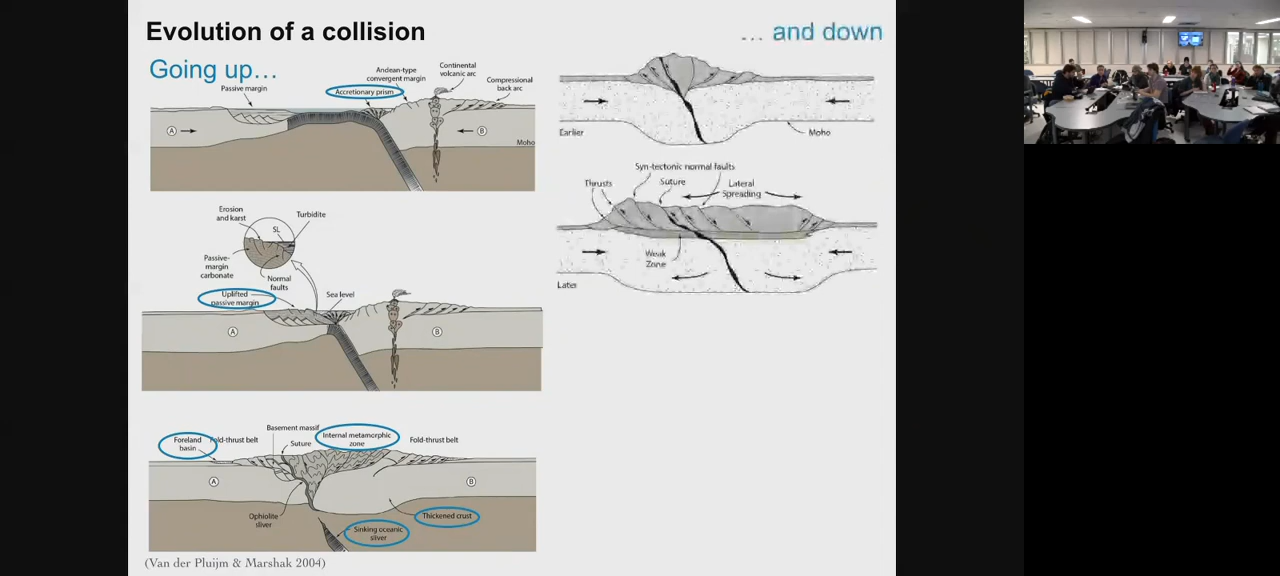 Evolution of a collision
... and down
Going up…
Passive margin
Accretionary prism
Andean-type
convergent margin
Continental
volcanic arc
Compressional
back arc
A
B
Moho
Erosion
and karst
SL
Turbidite
Passive-
margin
carbonate
Normal
faults
Uplifted
passive margin
Sea level
A
B
Foreland
basin
Fold-thrust belt
Basement massif
Suture
Internal metamorphic
zone
Fold-thrust belt
A
B
Ophiolite
sliver
Sinking oceanic
sliver
Thickened crust
(Van der Pluijm & Marshak 2004)
Earlier
Moho
Syn-tectonic normal faults
Thrusts
Suture
Lateral
Spreading
Weak
Zone
Later